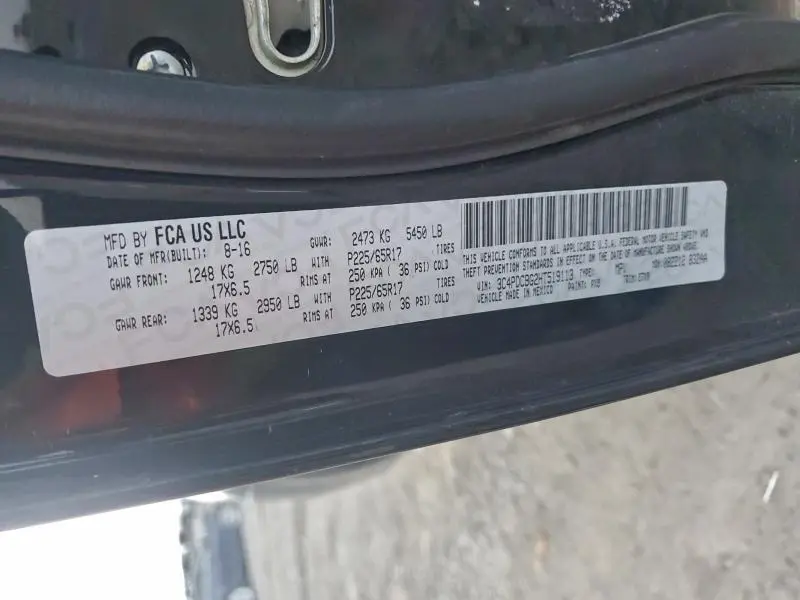 MFD BY FCA US LLC
DATE OF MFR(BUILT): 8-16 GVWR: 2473 KG 5450 LB
GAWR FRONT: 1248 KG 2750 LB WITH P225/65R17 TIRES
17X6.5 RIMS AT 250 KPA ( 36 PSI) COLD
GAWR REAR: 1339 KG 2950 LB WITH P225/65R17 TIRES
17X6.5 RIMS AT 250 KPA ( 36 PSI) COLD
THIS VEHICLE CONFORMS TO ALL APPLICABLE U.S.A. FEDERAL MOTOR VEHICLE SAFETY AND
THEFT PREVENTION STANDARDS IN EFFECT ON THE DATE OF MANUFACTURE SHOWN ABOVE.
VIN: 3C4PDCBG2HT519113 TYPE:
MEXICO PAINT: MDH: